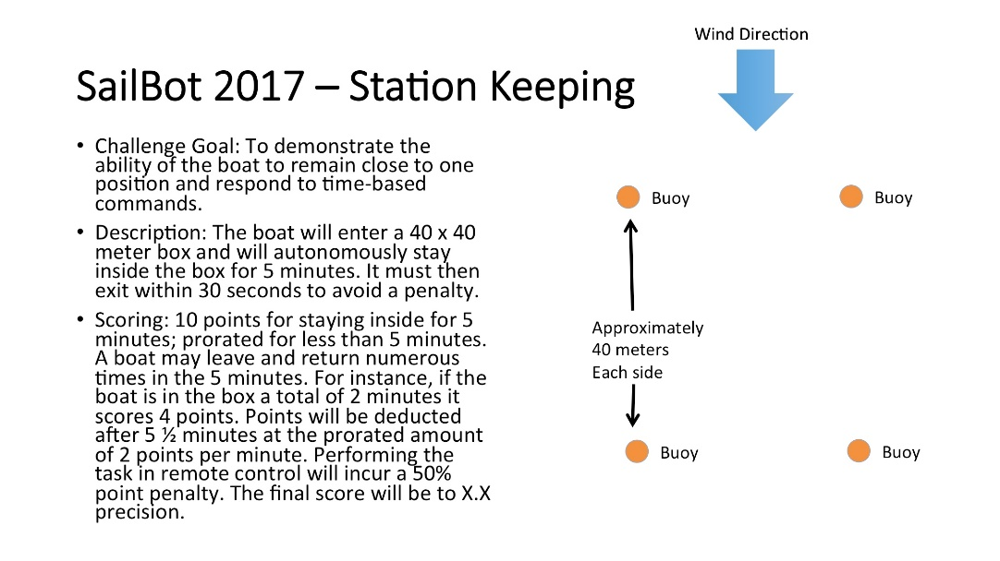 Wind Direction
SailBot 2017 – Station Keeping
• Challenge Goal: To demonstrate the
ability of the boat to remain close to one
position and respond to time-based
commands.
• Description: The boat will enter a 40 x 40
meter box and will autonomously stay
inside the box for 5 minutes. It must then
exit within 30 seconds to avoid a penalty.
• Scoring: 10 points for staying inside for 5
minutes; prorated for less than 5 minutes.
A boat may leave and return numerous
times in the 5 minutes. For instance, if the
boat is in the box a total of 2 minutes it
scores 4 points. Points will be deducted
after 5 ½ minutes at the prorated amount
of 2 points per minute. Performing the
task in remote control will incur a 50%
point penalty. The final score will be to X.X
precision.
Buoy
Buoy
Approximately
40 meters
Each side
Buoy
Buoy